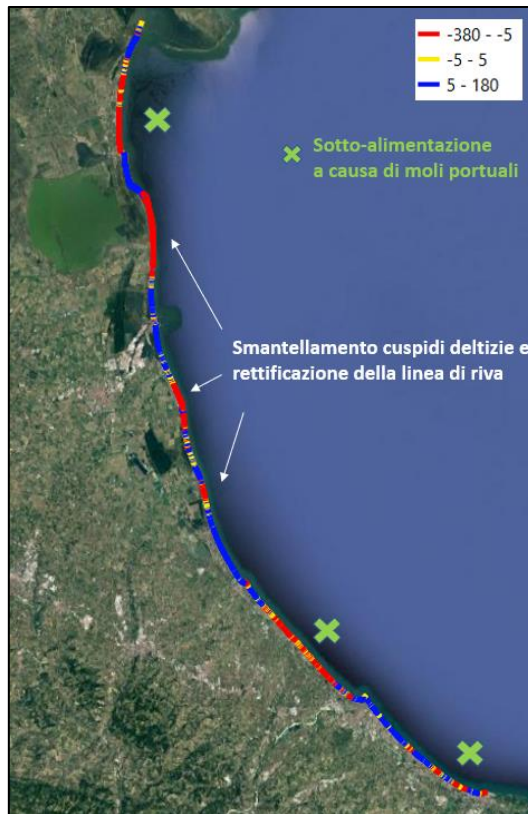 -380 - -5
-5 - 5
5 - 180
Sotto-alimentazione
a causa di moli portuali
Smantellamento cuspidi deltizie e
rettificazione della linea di riva